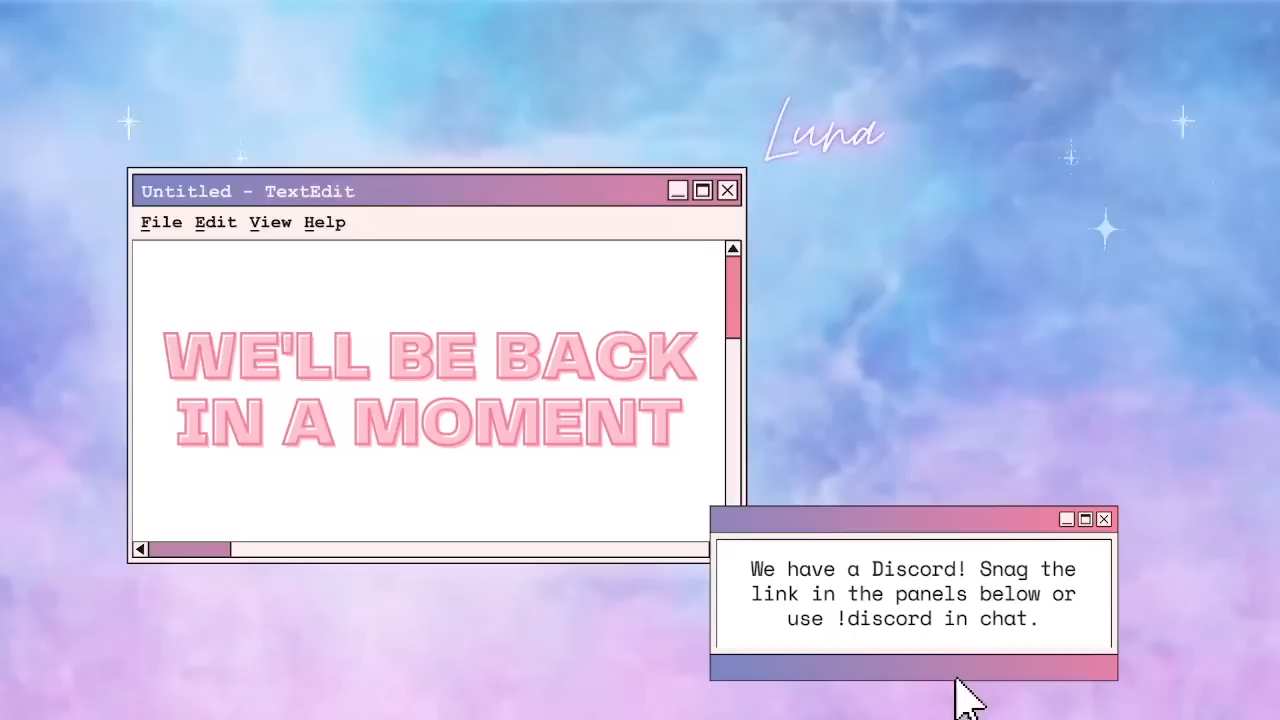 Luna
Untitled - TextEdit
File Edit View Help
WE'LL BE BACK
IN A MOMENT
We have a Discord! Snag the
link in the panels below or
use !discord in chat.